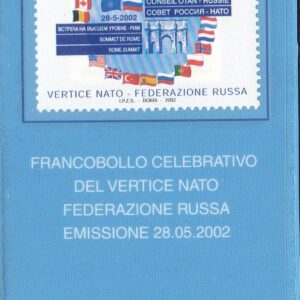 28-5-2002
CONSEIL OTAN - RUSSIE
СОВЕТ РОССИЯ - НАТО
ВСТРЕЧА НА ВЫСШЕМ УРОВНЕ - РИМ
SOMMET DE ROME
ROME SUMMIT
VERTICE NATO - FEDERAZIONE RUSSA
I.P.Z.S. - ROMA - 2002
FRANCOBOLLO CELEBRATIVO
DEL VERTICE NATO
FEDERAZIONE RUSSA
EMISSIONE 28.05.2002